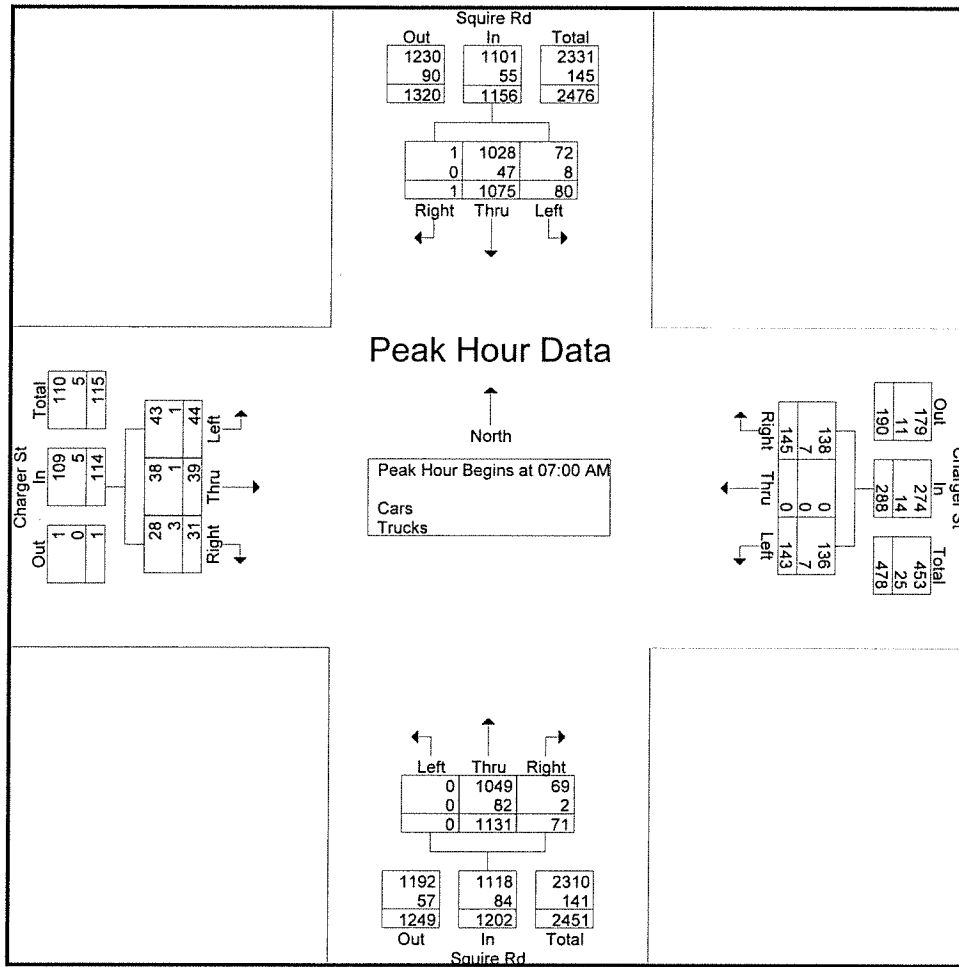 Squire Rd
Out In Total
1230 1101 2331
90 55 145
1320 1156 2476
1 1028 72
0 47 8
1 1075 80
Right Thru Left
Peak Hour Data
North
Peak Hour Begins at 07:00 AM
Cars
Trucks
Charger St
Total In Out
110 109 1
5 5 0
115 114 1
43 38 28
1 1 3
44 39 31
Left Thru Right
Charger St
Out In Total
179 274 453
11 14 25
190 288 478
138 0 136
7 0 7
145 0 143
Right Thru Left
Left Thru Right
0 1049 69
0 82 2
0 1131 71
1192 1118 2310
57 84 141
1249 1202 2451
Out In Total
Squire Rd